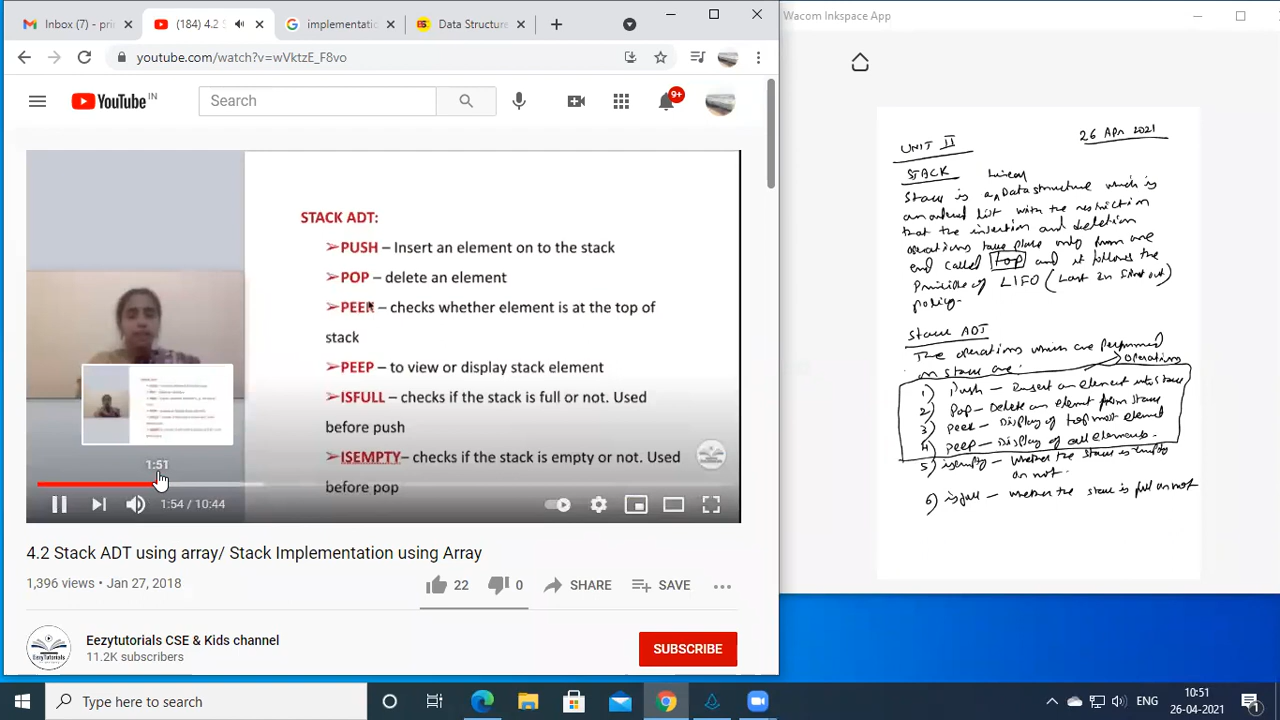 Inbox (7) - pri
(184) 4.2 S
implementatic
Data Structure
Wacom Inkspace App
youtube.com/watch?v=wVktzE_F8vo
YouTube IN
Search
9+
STACK ADT:
➢PUSH – Insert an element on to the stack
➢POP – delete an element
➢PEEK – checks whether element is at the top of
stack
➢PEEP – to view or display stack element
➢ISFULL – checks if the stack is full or not. Used
before push
➢ISEMPTY– checks if the stack is empty or not. Used
before pop
1:51
1:54 / 10:44
4.2 Stack ADT using array/ Stack Implementation using Array
1,396 views • Jan 27, 2018
22
0
SHARE
SAVE
Eezytutorials CSE & Kids channel
11.2K subscribers
SUBSCRIBE
26 Apr 2021
UNIT II
STACK
Linear
Stack is a Data structure which is
an ordered list with the restriction
that the insertion and deletion
operations take place only from one
end called top and it follows the
Principle of LIFO (Last In First out)
policy.
Stack ADT
The operations which are performed
on stack are.
operations
1) Push – Insert an element into stack
2) Pop – Delete an element from stack
3) peek – Display of top most element
4) peep – Display of all elements.
5) isempty – whether the stack is empty
or not.
6) isfull – whether the stack is full or not
Type here to search
ENG
10:51
26-04-2021
1